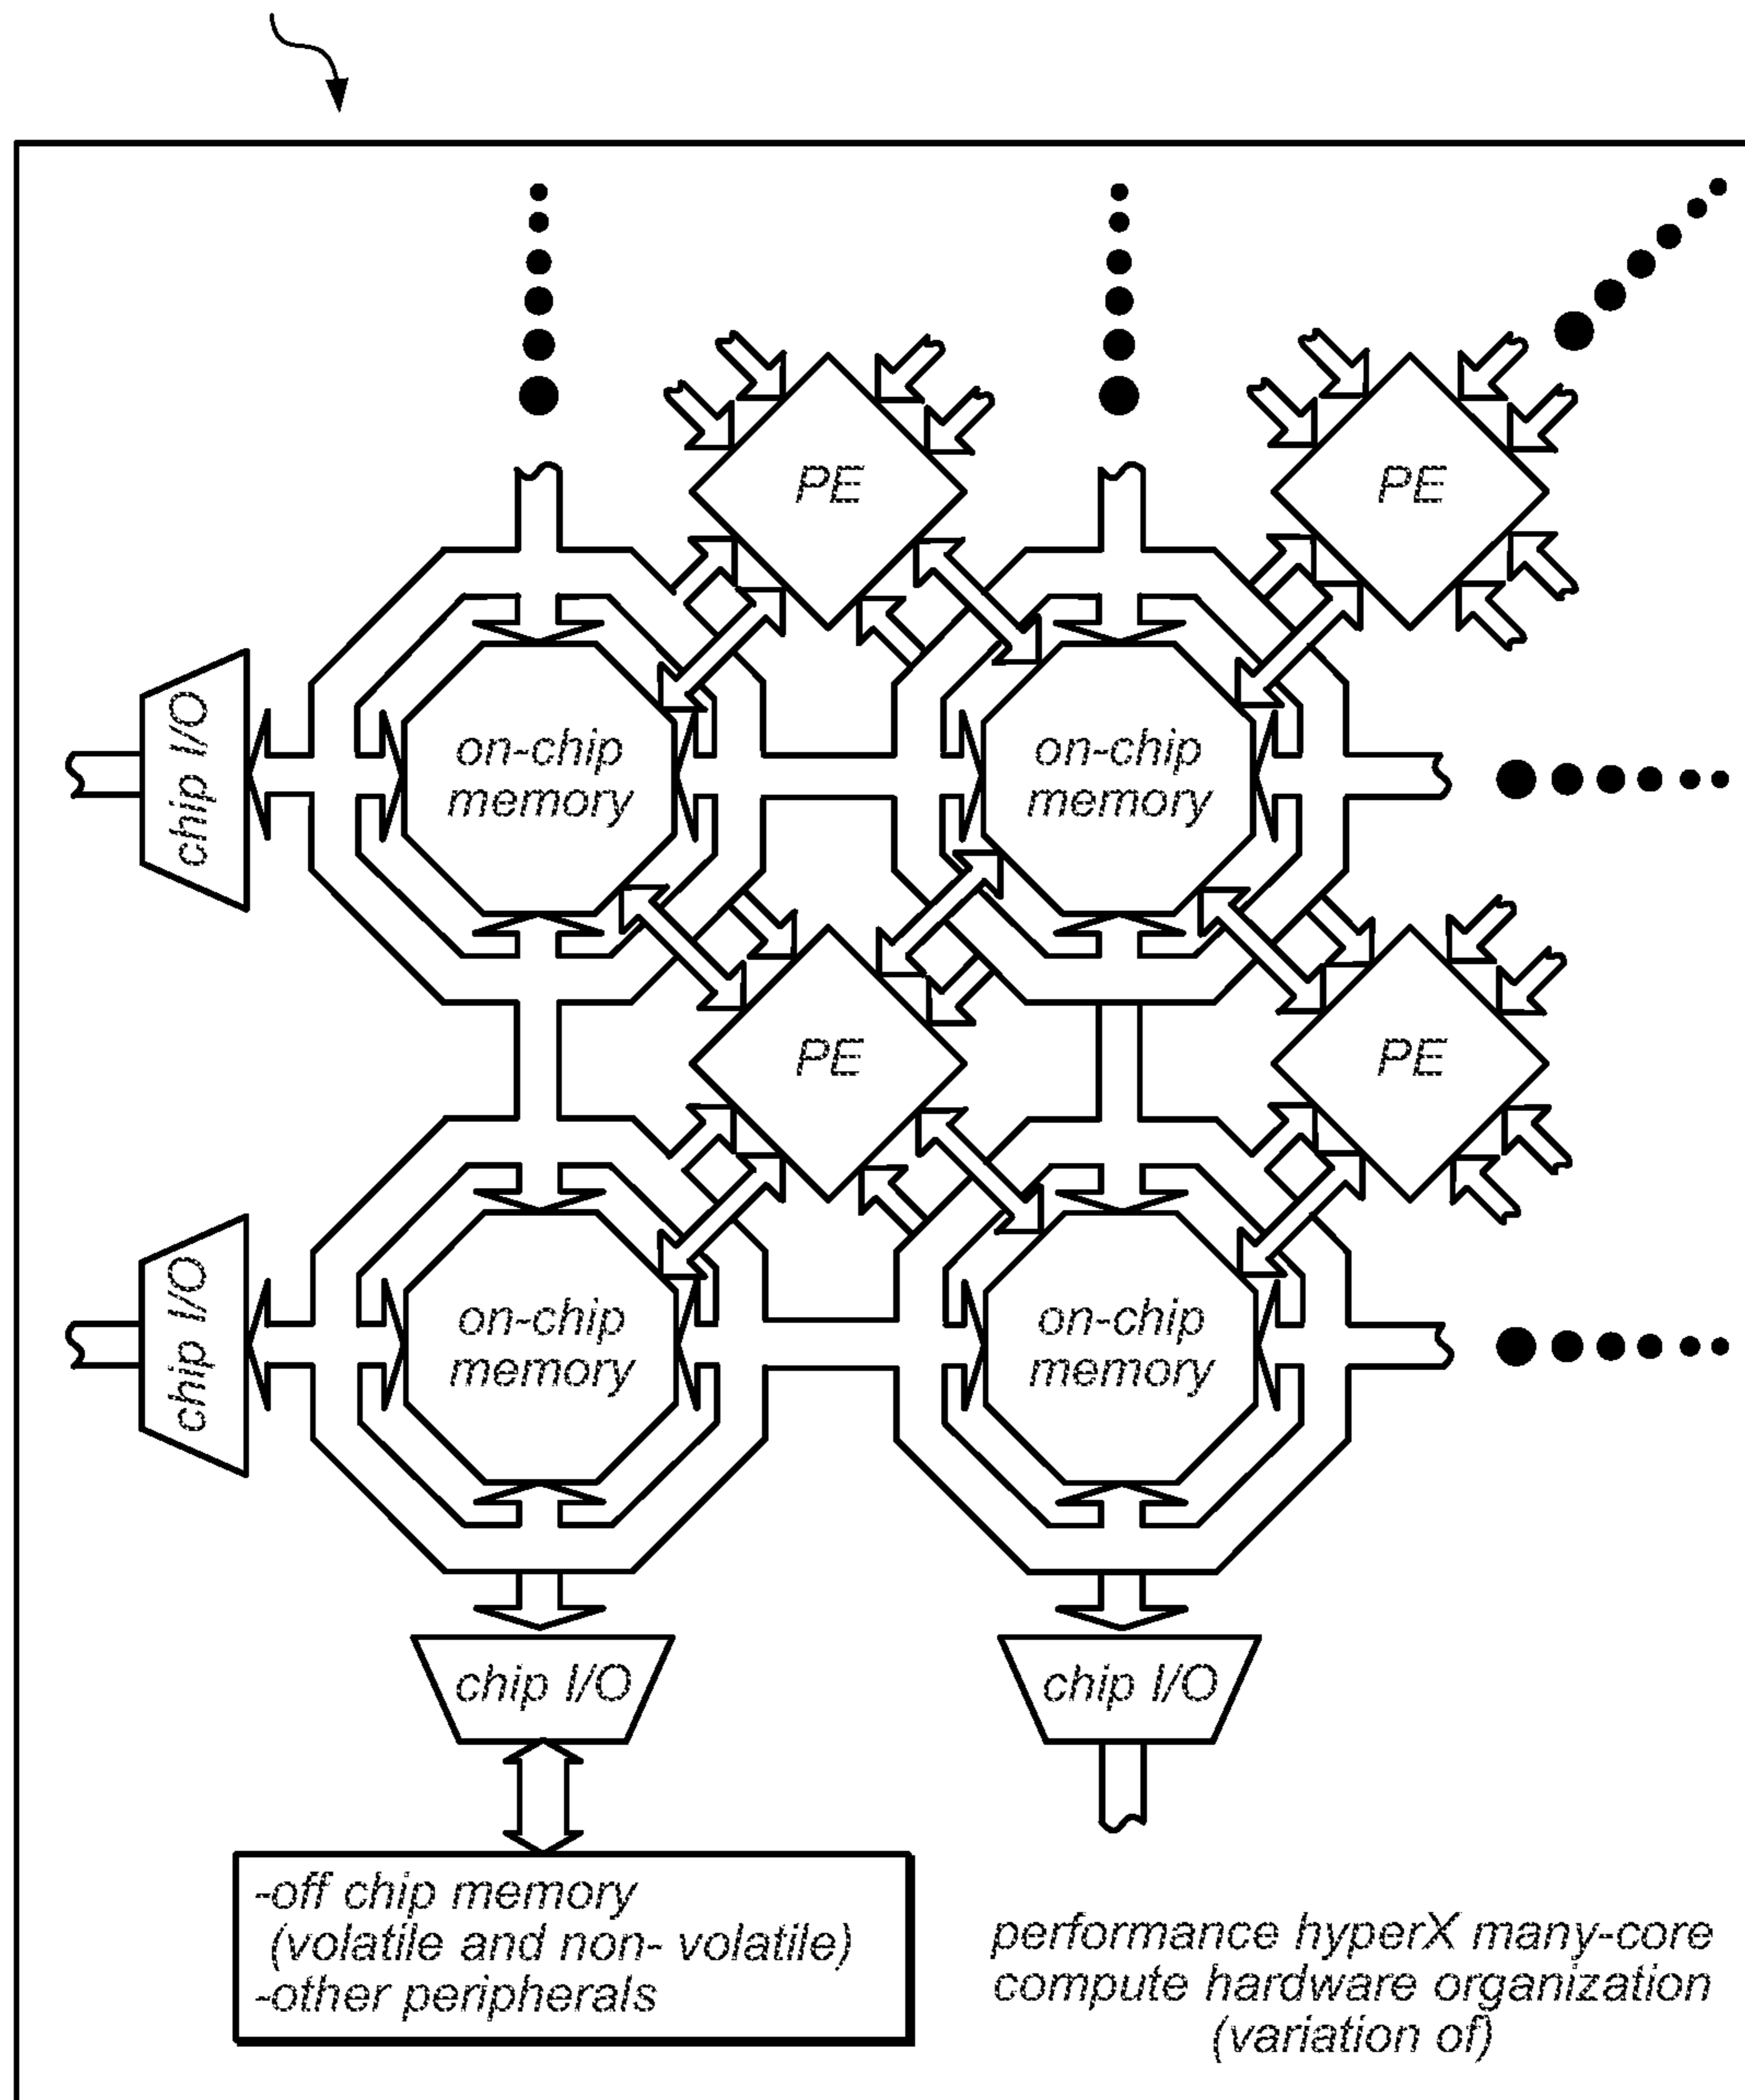 PE
PE
chip I/O
on-chip
memory
on-chip
memory
PE
PE
chip I/O
on-chip
memory
on-chip
memory
chip I/O
chip I/O
-off chip memory
(volatile and non- volatile)
-other peripherals
performance hyperX many-core
compute hardware organization
(variation of)